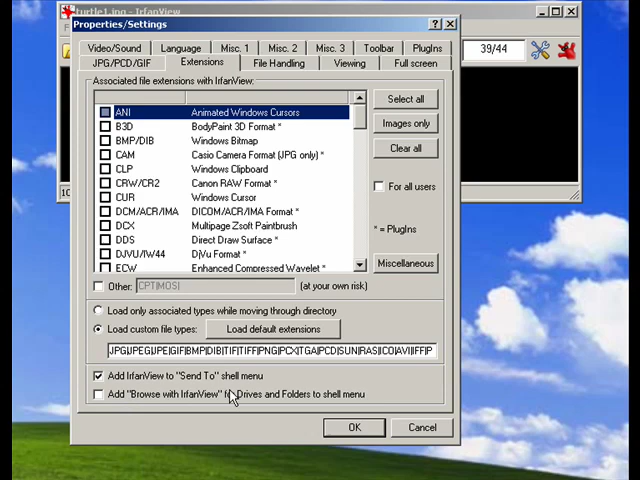 turtle1.jpg - IrfanView
Properties/Settings
39/44
Video/Sound Language Misc. 1 Misc. 2 Misc. 3 Toolbar PlugIns
JPG/PCD/GIF Extensions File Handling Viewing Full screen
Associated file extensions with IrfanView:
ANI Animated Windows Cursors
B3D BodyPaint 3D Format *
BMP/DIB Windows Bitmap
CAM Casio Camera Format (JPG only) *
CLP Windows Clipboard
CRW/CR2 Canon RAW Format *
CUR Windows Cursor
DCM/ACR/IMA DICOM/ACR/IMA Format *
DCX Multipage Zsoft Paintbrush
DDS Direct Draw Surface *
DJVU/IW44 DjVu Format *
ECW Enhanced Compressed Wavelet *
Select all
Images only
Clear all
For all users
* = PlugIns
Miscellaneous
Other: CPT|MOS| (at your own risk)
Load only associated types while moving through directory
Load custom file types: Load default extensions
JPG|JPEG|JPE|GIF|BMP|DIB|TIF|TIFF|PNG|PCX|TGA|PCD|SUN|RAS|ICO|AVI|IFF|P
Add IrfanView to "Send To" shell menu
Add "Browse with IrfanView" for Drives and Folders to shell menu
OK Cancel